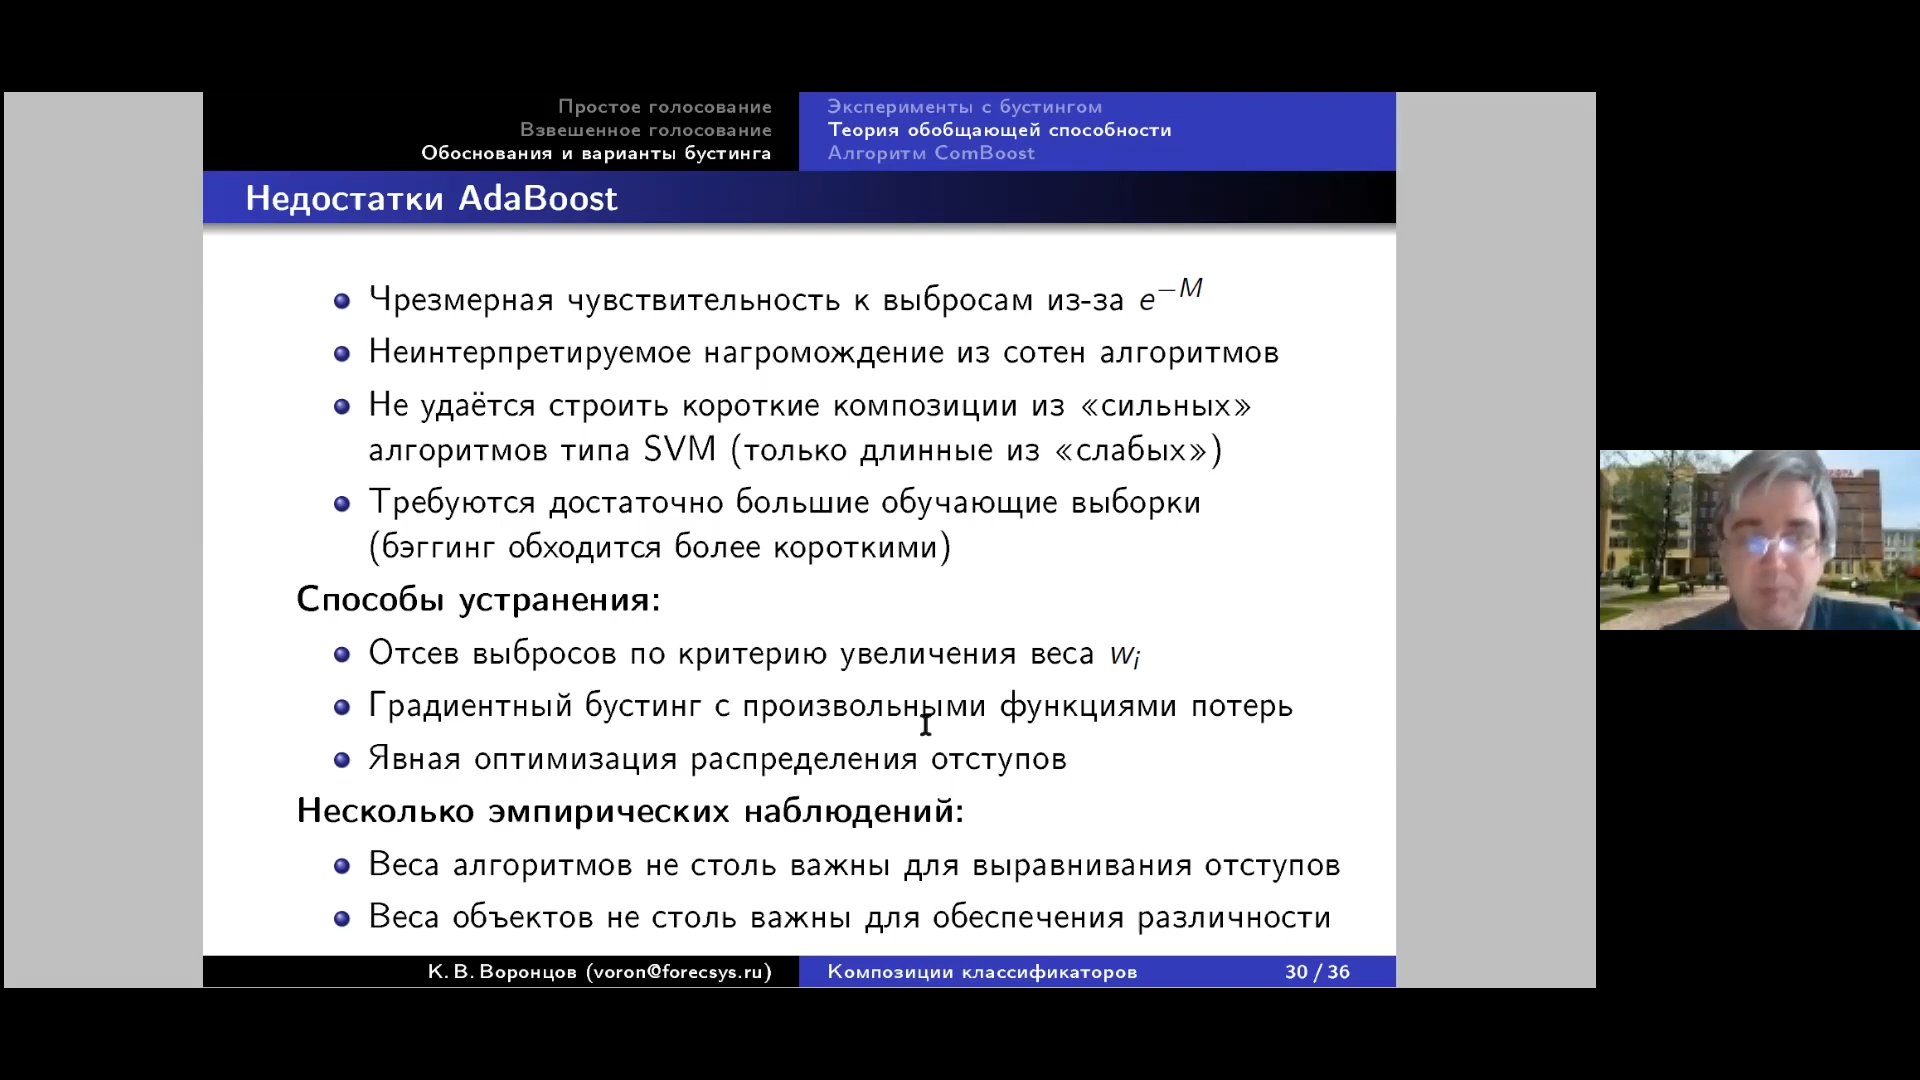 Простое голосование
Взвешенное голосование
Обоснования и варианты бустинга
Эксперименты с бустингом
Теория обобщающей способности
Алгоритм ComBoost
Недостатки AdaBoost
Чрезмерная чувствительность к выбросам из-за e^{−M}
Неинтерпретируемое нагромождение из сотен алгоритмов
Не удаётся строить короткие композиции из «сильных»
алгоритмов типа SVM (только длинные из «слабых»)
Требуются достаточно большие обучающие выборки
(бэггинг обходится более короткими)
Способы устранения:
Отсев выбросов по критерию увеличения веса w_i
Градиентный бустинг с произвольными функциями потерь
Явная оптимизация распределения отступов
Несколько эмпирических наблюдений:
Веса алгоритмов не столь важны для выравнивания отступов
Веса объектов не столь важны для обеспечения различности
К. В. Воронцов (voron@forecsys.ru)
Композиции классификаторов
30 / 36